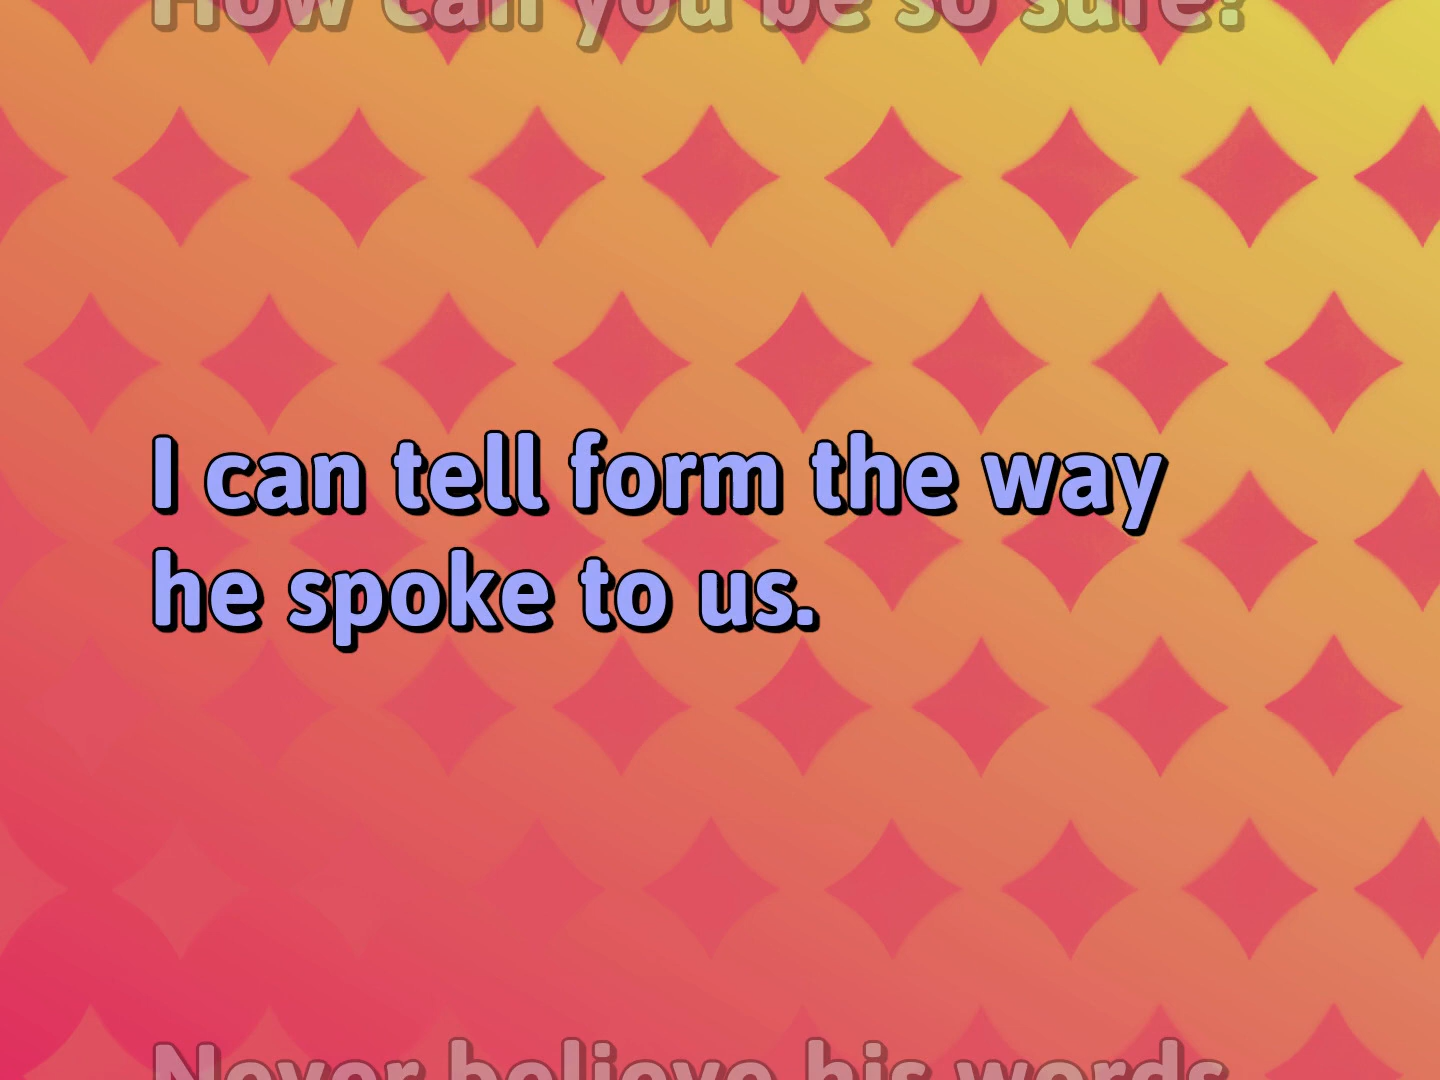 How can you be so sure?
I can tell form the way
he spoke to us.
Never believe his words